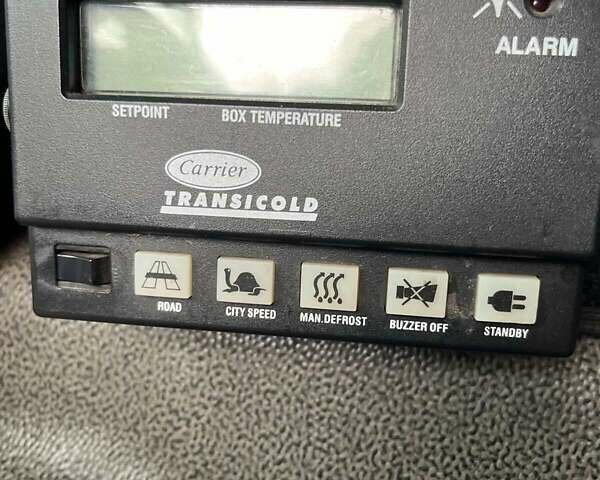 ALARM
SETPOINT BOX TEMPERATURE
Carrier
TRANSICOLD
ROAD CITY SPEED MAN.DEFROST BUZZER OFF STANDBY